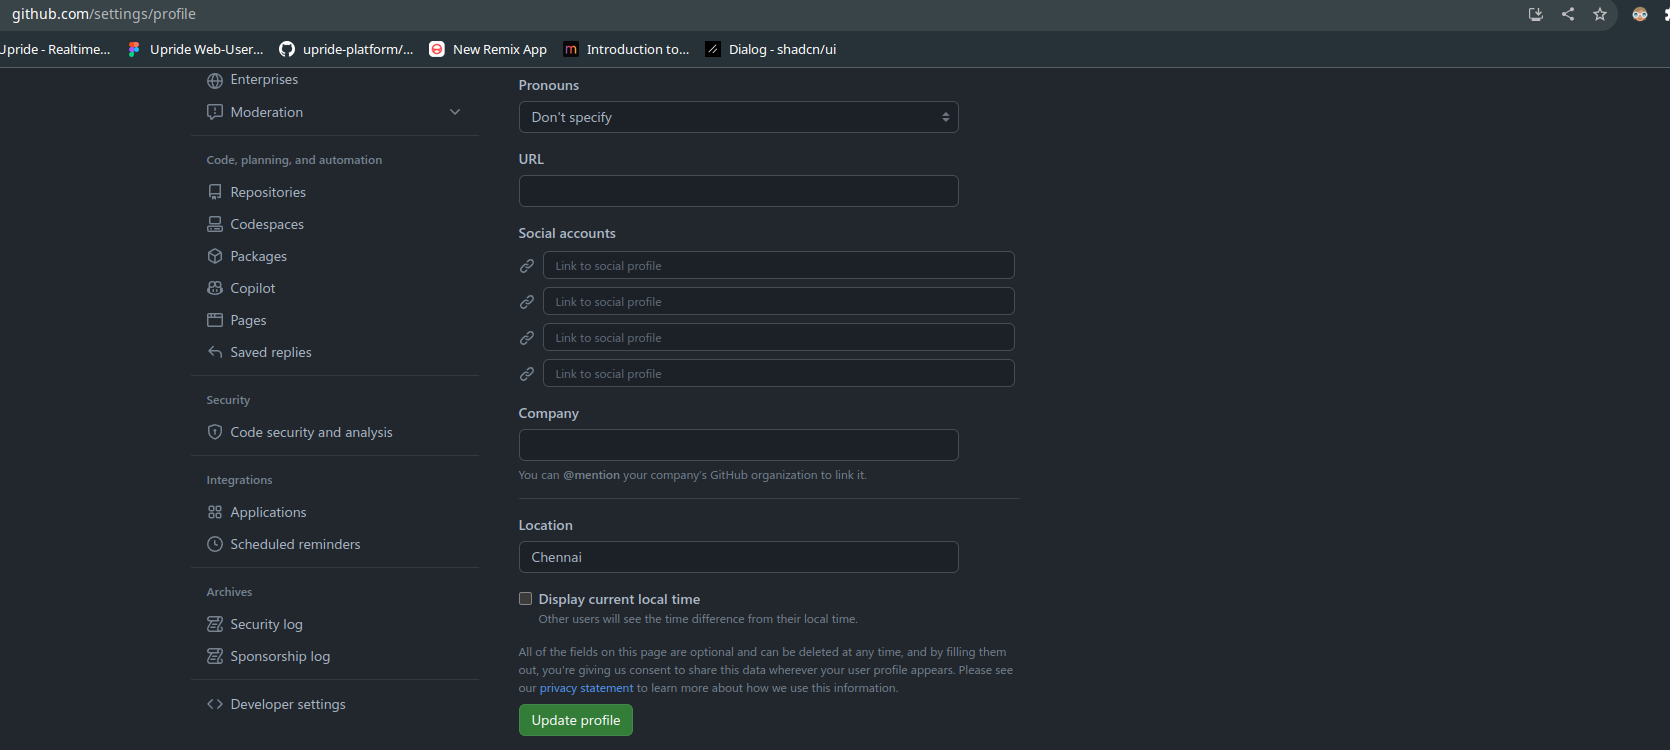 github.com/settings/profile
Upride - Realtime...
Upride Web-User...
upride-platform/...
New Remix App
Introduction to...
Dialog - shadcn/ui
Enterprises
Moderation
Code, planning, and automation
Repositories
Codespaces
Packages
Copilot
Pages
Saved replies
Security
Code security and analysis
Integrations
Applications
Scheduled reminders
Archives
Security log
Sponsorship log
Developer settings
Pronouns
Don't specify
URL
Social accounts
Link to social profile
Link to social profile
Link to social profile
Link to social profile
Company
You can @mention your company's GitHub organization to link it.
Location
Chennai
Display current local time
Other users will see the time difference from their local time.
All of the fields on this page are optional and can be deleted at any time, and by filling them
out, you're giving us consent to share this data wherever your user profile appears. Please see
our privacy statement to learn more about how we use this information.
Update profile